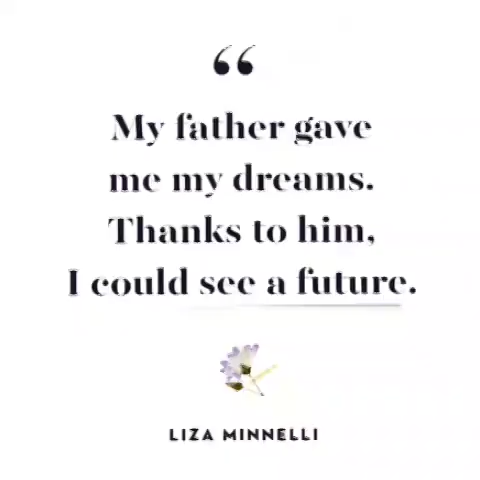 “
My father gave
me my dreams.
Thanks to him,
I could see a future.
LIZA MINNELLI